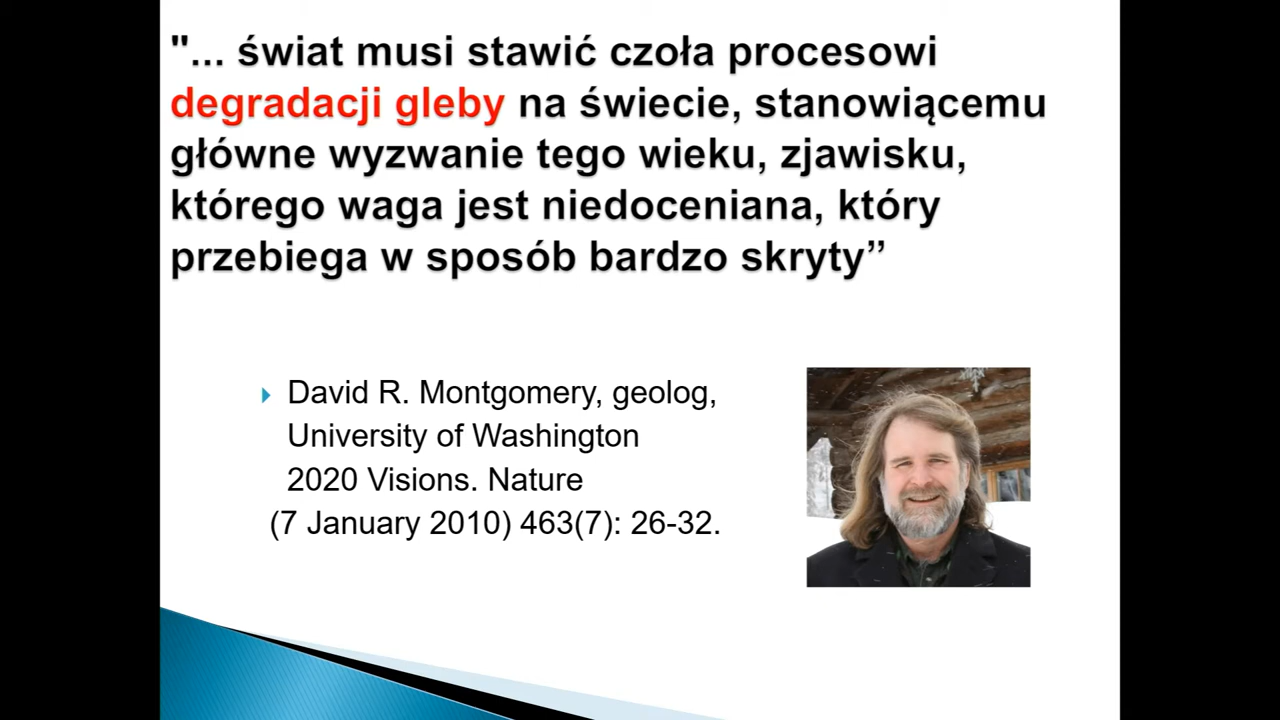 "... świat musi stawić czoła procesowi
degradacji gleby na świecie, stanowiącemu
główne wyzwanie tego wieku, zjawisku,
którego waga jest niedoceniana, który
przebiega w sposób bardzo skryty”
David R. Montgomery, geolog,
University of Washington
2020 Visions. Nature
(7 January 2010) 463(7): 26-32.